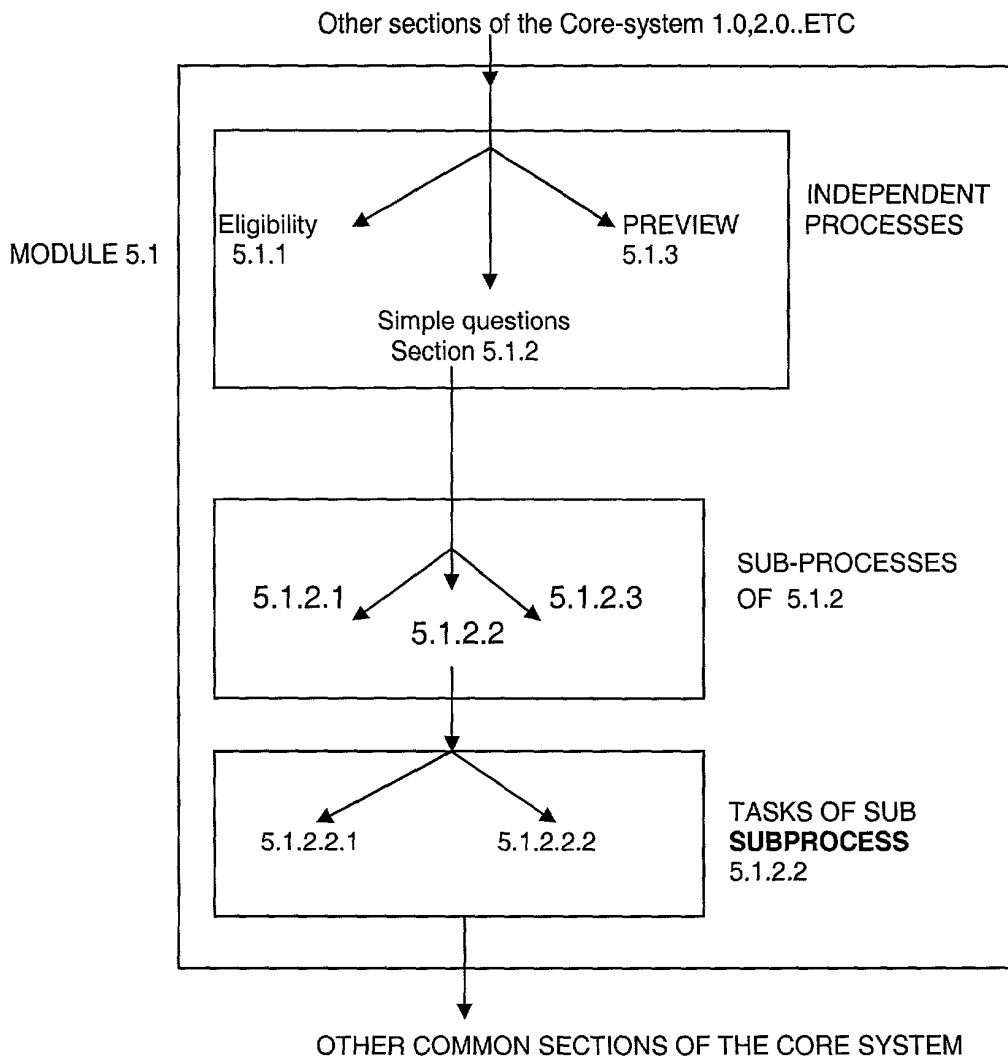 Other sections of the Core-system 1.0,2.0..ETC
MODULE 5.1
INDEPENDENT
PROCESSES
Eligibility
5.1.1
PREVIEW
5.1.3
Simple questions
Section 5.1.2
SUB-PROCESSES
OF 5.1.2
5.1.2.1
5.1.2.2
5.1.2.3
TASKS OF SUB
SUBPROCESS
5.1.2.2
5.1.2.2.1
5.1.2.2.2
OTHER COMMON SECTIONS OF THE CORE SYSTEM